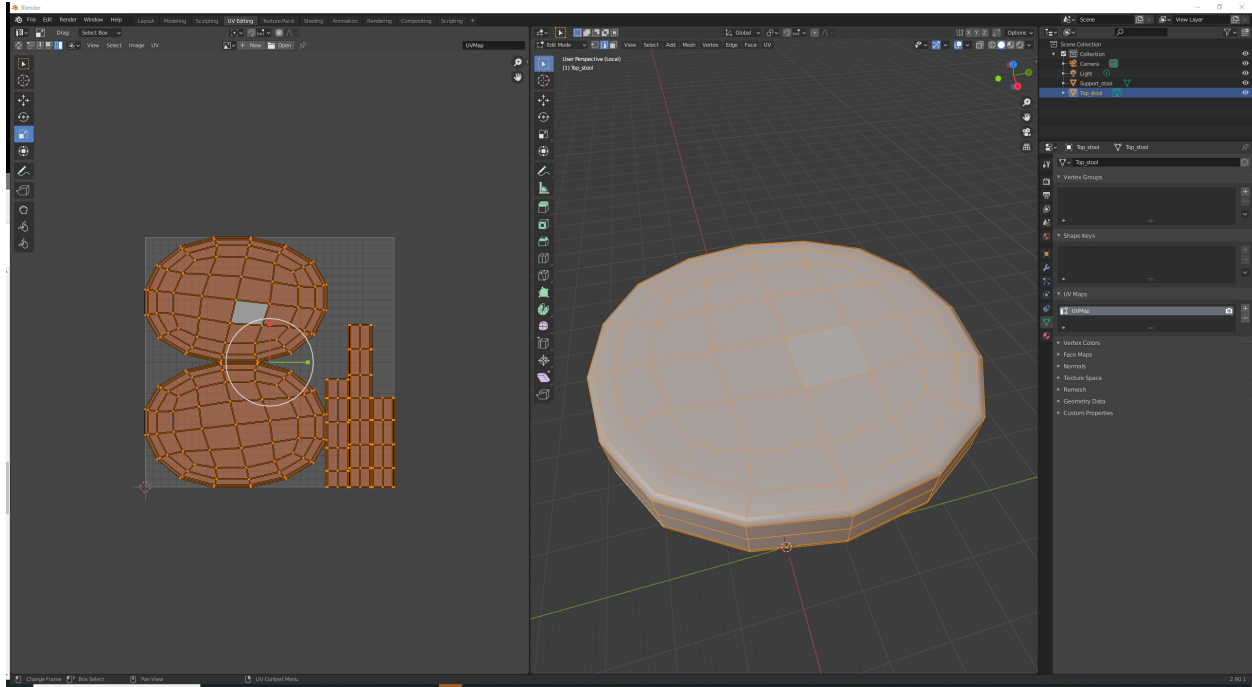 Blender
File Edit Render Window Help Layout Modeling Sculpting UV Editing Texture Paint Shading Animation Rendering Compositing Scripting +
Scene View Layer
Drag Select Box
Global Options
View Select Image UV
New Open
UVMap
Edit Mode View Select Add Mesh Vertex Edge Face UV
X Y Z
User Perspective (Local)
(1) Top_stool
Scene Collection
Collection
Camera
Light
Support_stool
Top_stool
Top_stool Top_stool
Top_stool
Vertex Groups
Shape Keys
UV Maps
UVMap
Vertex Colors
Face Maps
Normals
Texture Space
Remesh
Geometry Data
Custom Properties
Change Frame Box Select Pan View UV Context Menu
2.90.1